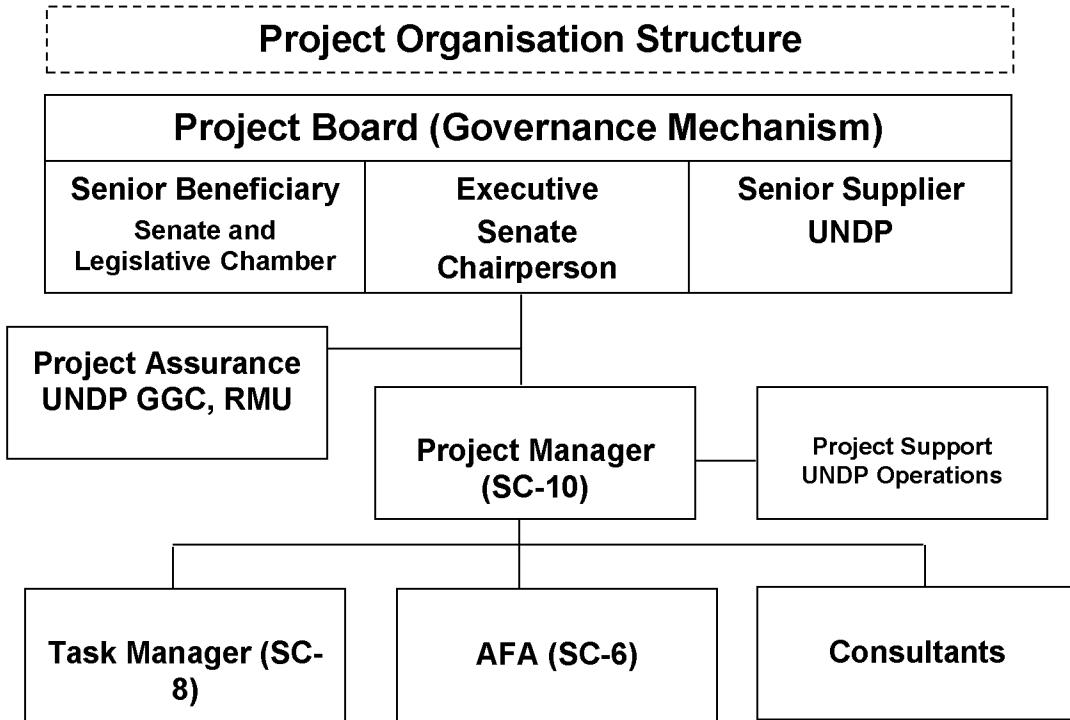 Project Organisation Structure
Project Board (Governance Mechanism)
Senior Beneficiary
Senate and
Legislative Chamber
Executive
Senate
Chairperson
Senior Supplier
UNDP
Project Assurance
UNDP GGC, RMU
Project Manager
(SC-10)
Project Support
UNDP Operations
Task Manager (SC-
8)
AFA (SC-6)
Consultants